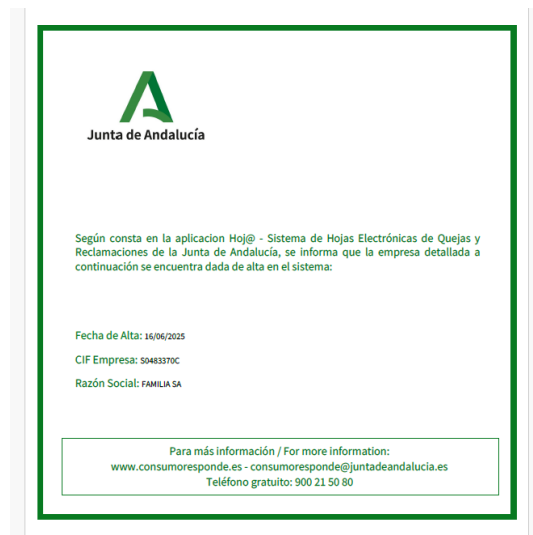 Junta de Andalucía
Según consta en la aplicacion Hoj@ - Sistema de Hojas Electrónicas de Quejas y
Reclamaciones de la Junta de Andalucía, se informa que la empresa detallada a
continuación se encuentra dada de alta en el sistema:
Fecha de Alta: 16/06/2025
CIF Empresa: S0483370C
Razón Social: FAMILIA SA
Para más información / For more information:
www.consumoresponde.es - consumoresponde@juntadeandalucia.es
Teléfono gratuito: 900 21 50 80